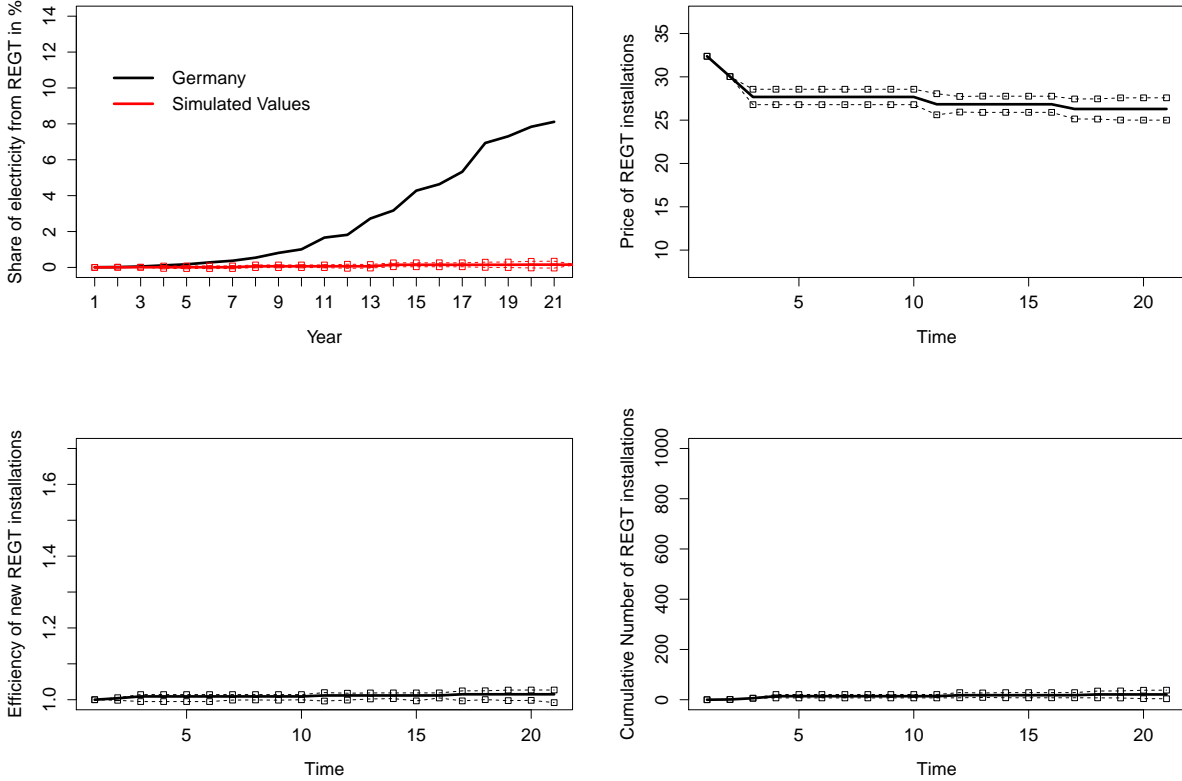 Share of electricity from REGT in %
14
12
10
8
6
4
2
0
Germany
Simulated Values
1 3 5 7 9 11 13 15 17 19 21
Year
Price of REGT installations
35
30
25
20
15
10
5 10 15 20
Time
Efficiency of new REGT installations
1.6
1.4
1.2
1.0
5 10 15 20
Time
Cumulative Number of REGT installations
1000
800
600
400
200
0
5 10 15 20
Time